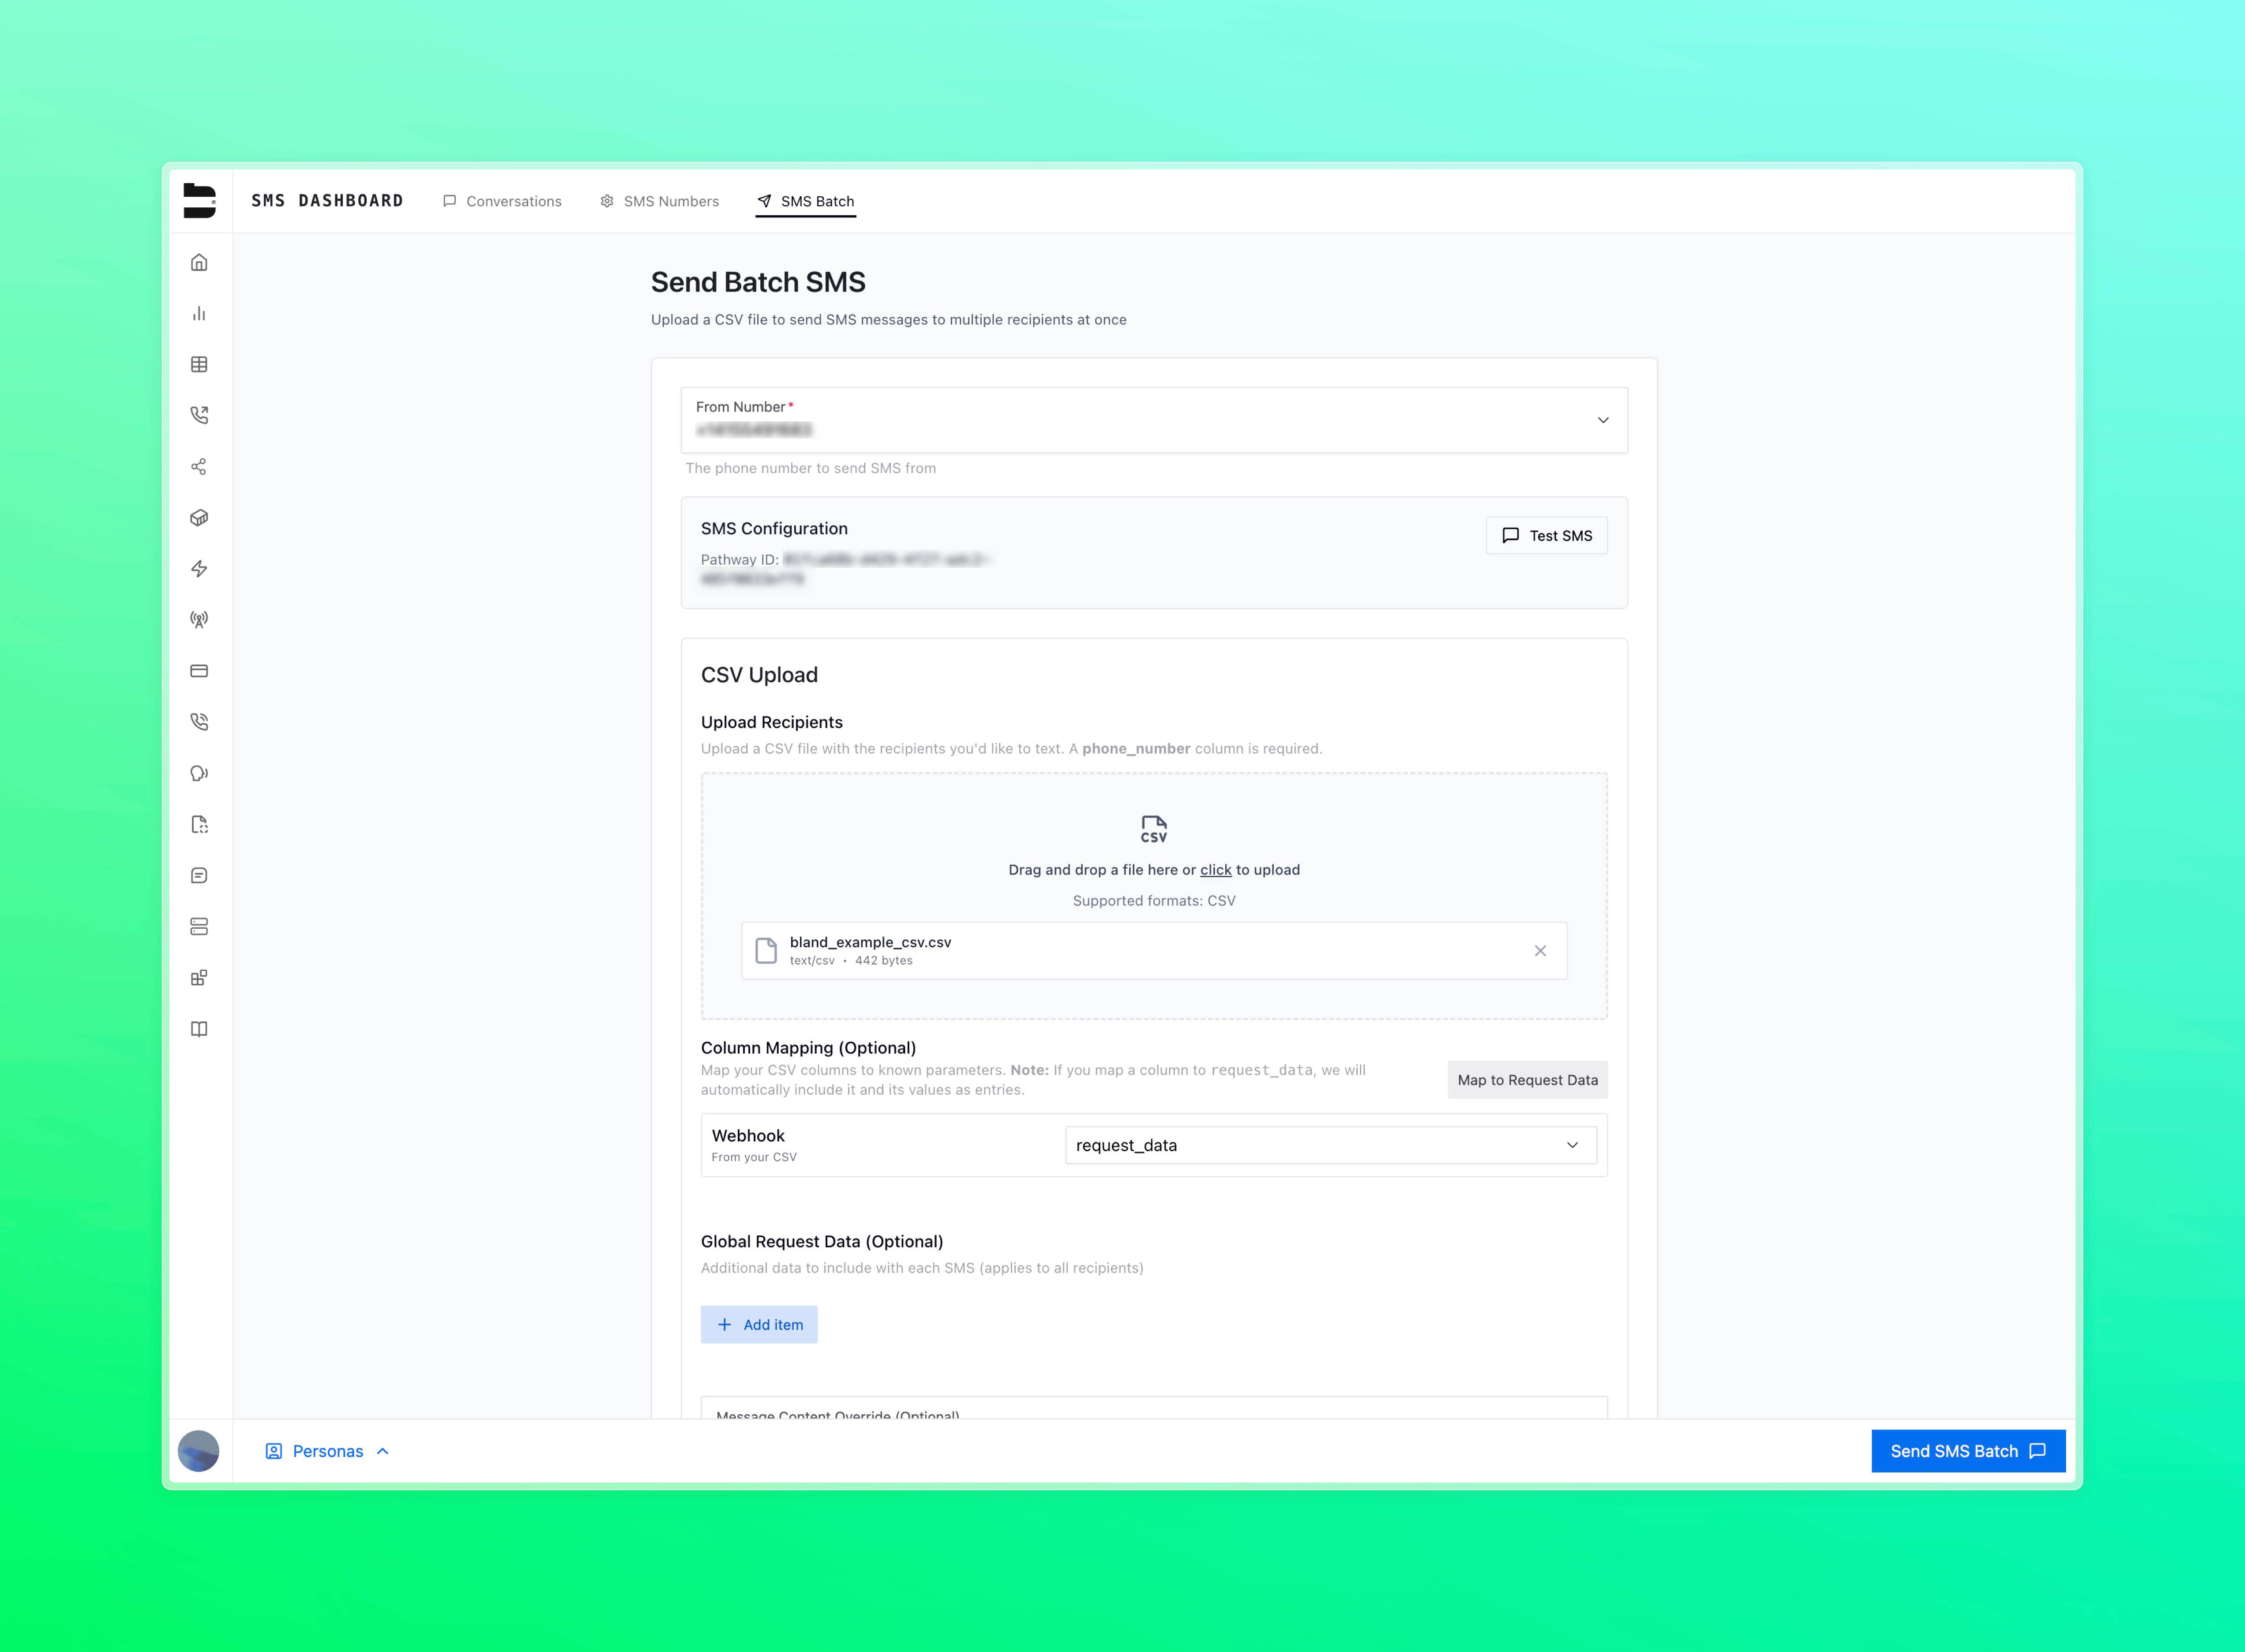 SMS DASHBOARD
Conversations
SMS Numbers
SMS Batch
Send Batch SMS
Upload a CSV file to send SMS messages to multiple recipients at once
From Number*
The phone number to send SMS from
SMS Configuration
Test SMS
Pathway ID:
CSV Upload
Upload Recipients
Upload a CSV file with the recipients you'd like to text. A phone_number column is required.
CSV
Drag and drop a file here or click to upload
Supported formats: CSV
bland_example_csv.csv
text/csv • 442 bytes
Column Mapping (Optional)
Map your CSV columns to known parameters. Note: If you map a column to request_data, we will
automatically include it and its values as entries.
Map to Request Data
Webhook
From your CSV
request_data
Global Request Data (Optional)
Additional data to include with each SMS (applies to all recipients)
Add item
Message Content Override (Optional)
Personas
Send SMS Batch